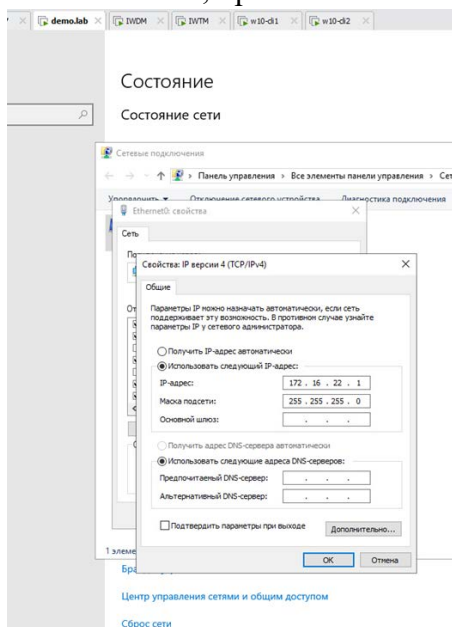 demo.lab IWDM IWTM w10-cli1 w10-cli2
Состояние
Состояние сети
Сетевые подключения
Панель управления › Все элементы панели управления › Сет
Упорядочить Отключение сетевого устройства Диагностика подключения
Ethernet0: свойства
Сеть
Свойства: IP версии 4 (TCP/IPv4)
Общие
Параметры IP можно назначать автоматически, если сеть
поддерживает эту возможность. В противном случае узнайте
параметры IP у сетевого администратора.
Получить IP-адрес автоматически
Использовать следующий IP-адрес:
IP-адрес: 172 . 16 . 22 . 1
Маска подсети: 255 . 255 . 255 . 0
Основной шлюз: . . .
Получить адрес DNS-сервера автоматически
Использовать следующие адреса DNS-серверов:
Предпочитаемый DNS-сервер: . . .
Альтернативный DNS-сервер: . . .
Подтвердить параметры при выходе
Дополнительно...
OK Отмена
1 элеме
Центр управления сетями и общим доступом
Сброс сети